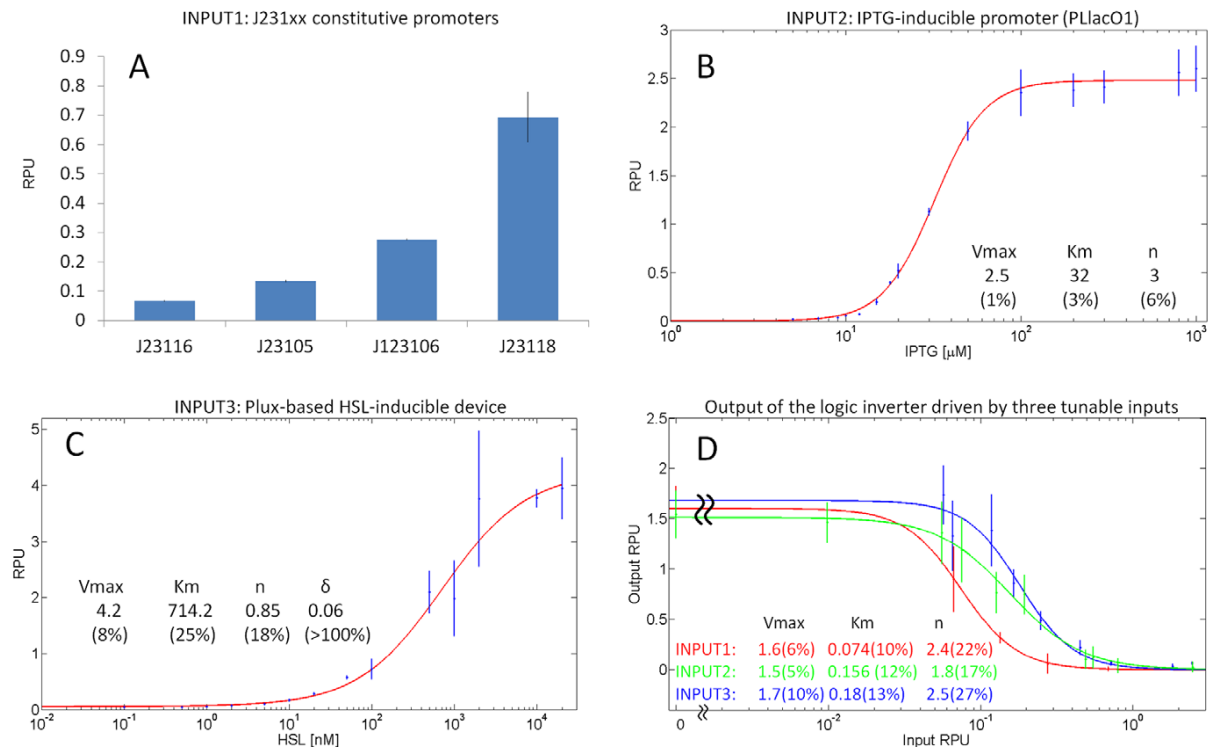 INPUT1: J231xx constitutive promoters
A
0.9
0.8
0.7
0.6
0.5
0.4
0.3
0.2
0.1
0
RPU
J23116 J23105 J123106 J23118
INPUT2: IPTG-inducible promoter (PLlacO1)
B
3
2.5
2
1.5
1
0.5
0
RPU
Vmax Km n
2.5 32 3
(1%) (3%) (6%)
10^0 10^1 10^2 10^3
IPTG [μM]
INPUT3: Plux-based HSL-inducible device
C
5
4
3
2
1
0
RPU
Vmax Km n δ
4.2 714.2 0.85 0.06
(8%) (25%) (18%) (>100%)
10^-2 10^-1 10^0 10^1 10^2 10^3 10^4
HSL [nM]
Output of the logic inverter driven by three tunable inputs
D
2.5
2
1.5
1
0.5
0
Output RPU
Vmax Km n
INPUT1: 1.6(6%) 0.074(10%) 2.4(22%)
INPUT2: 1.5(5%) 0.156 (12%) 1.8(17%)
INPUT3: 1.7(10%) 0.18(13%) 2.5(27%)
0 10^-2 10^-1 10^0
Input RPU